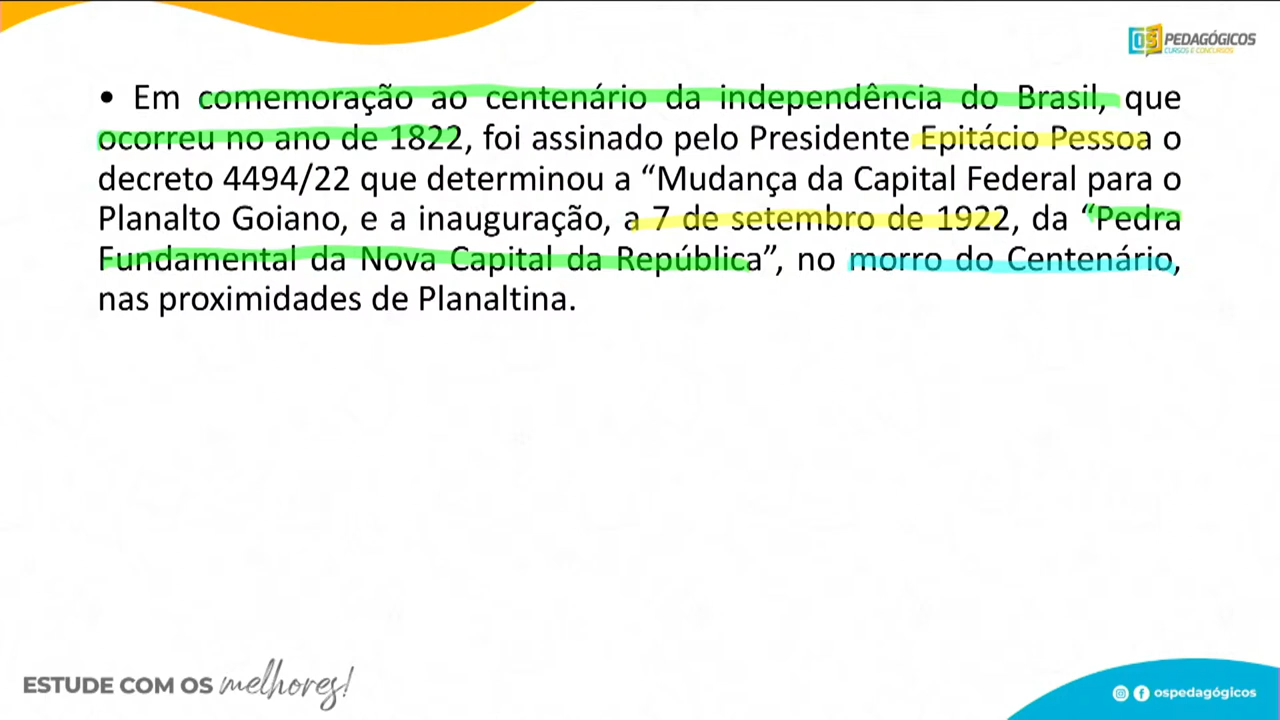 OS PEDAGÓGICOS
CURSOS E CONCURSOS
• Em comemoração ao centenário da independência do Brasil, que
ocorreu no ano de 1822, foi assinado pelo Presidente Epitácio Pessoa o
decreto 4494/22 que determinou a “Mudança da Capital Federal para o
Planalto Goiano, e a inauguração, a 7 de setembro de 1922, da “Pedra
Fundamental da Nova Capital da República”, no morro do Centenário,
nas proximidades de Planaltina.
ESTUDE COM OS melhores!
ospedagógicos